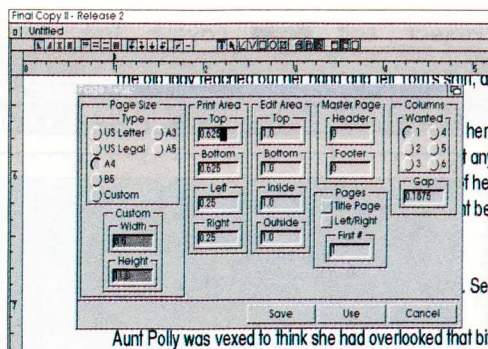 Final Copy II - Release 2
Untitled
The old lady reached out her hand and felt Tom's shirt, a
Page Size
Type
US Letter A3
US Legal A5
A4
B5
Custom
Custom
Width
Height
Print Area
Top
0.625
Bottom
0.625
Left
0.25
Right
0.25
Edit Area
Top
1.0
Bottom
1.0
Inside
1.0
Outside
1.0
Master Page
Header
0
Footer
0
Pages
Title Page
Left/Right
First #
1
Columns
Wanted
1 4
2 5
3 6
Gap
0.1875
her
t any
f he
t be
. Se
Save Use Cancel
Aunt Polly was vexed to think she had overlooked that bi